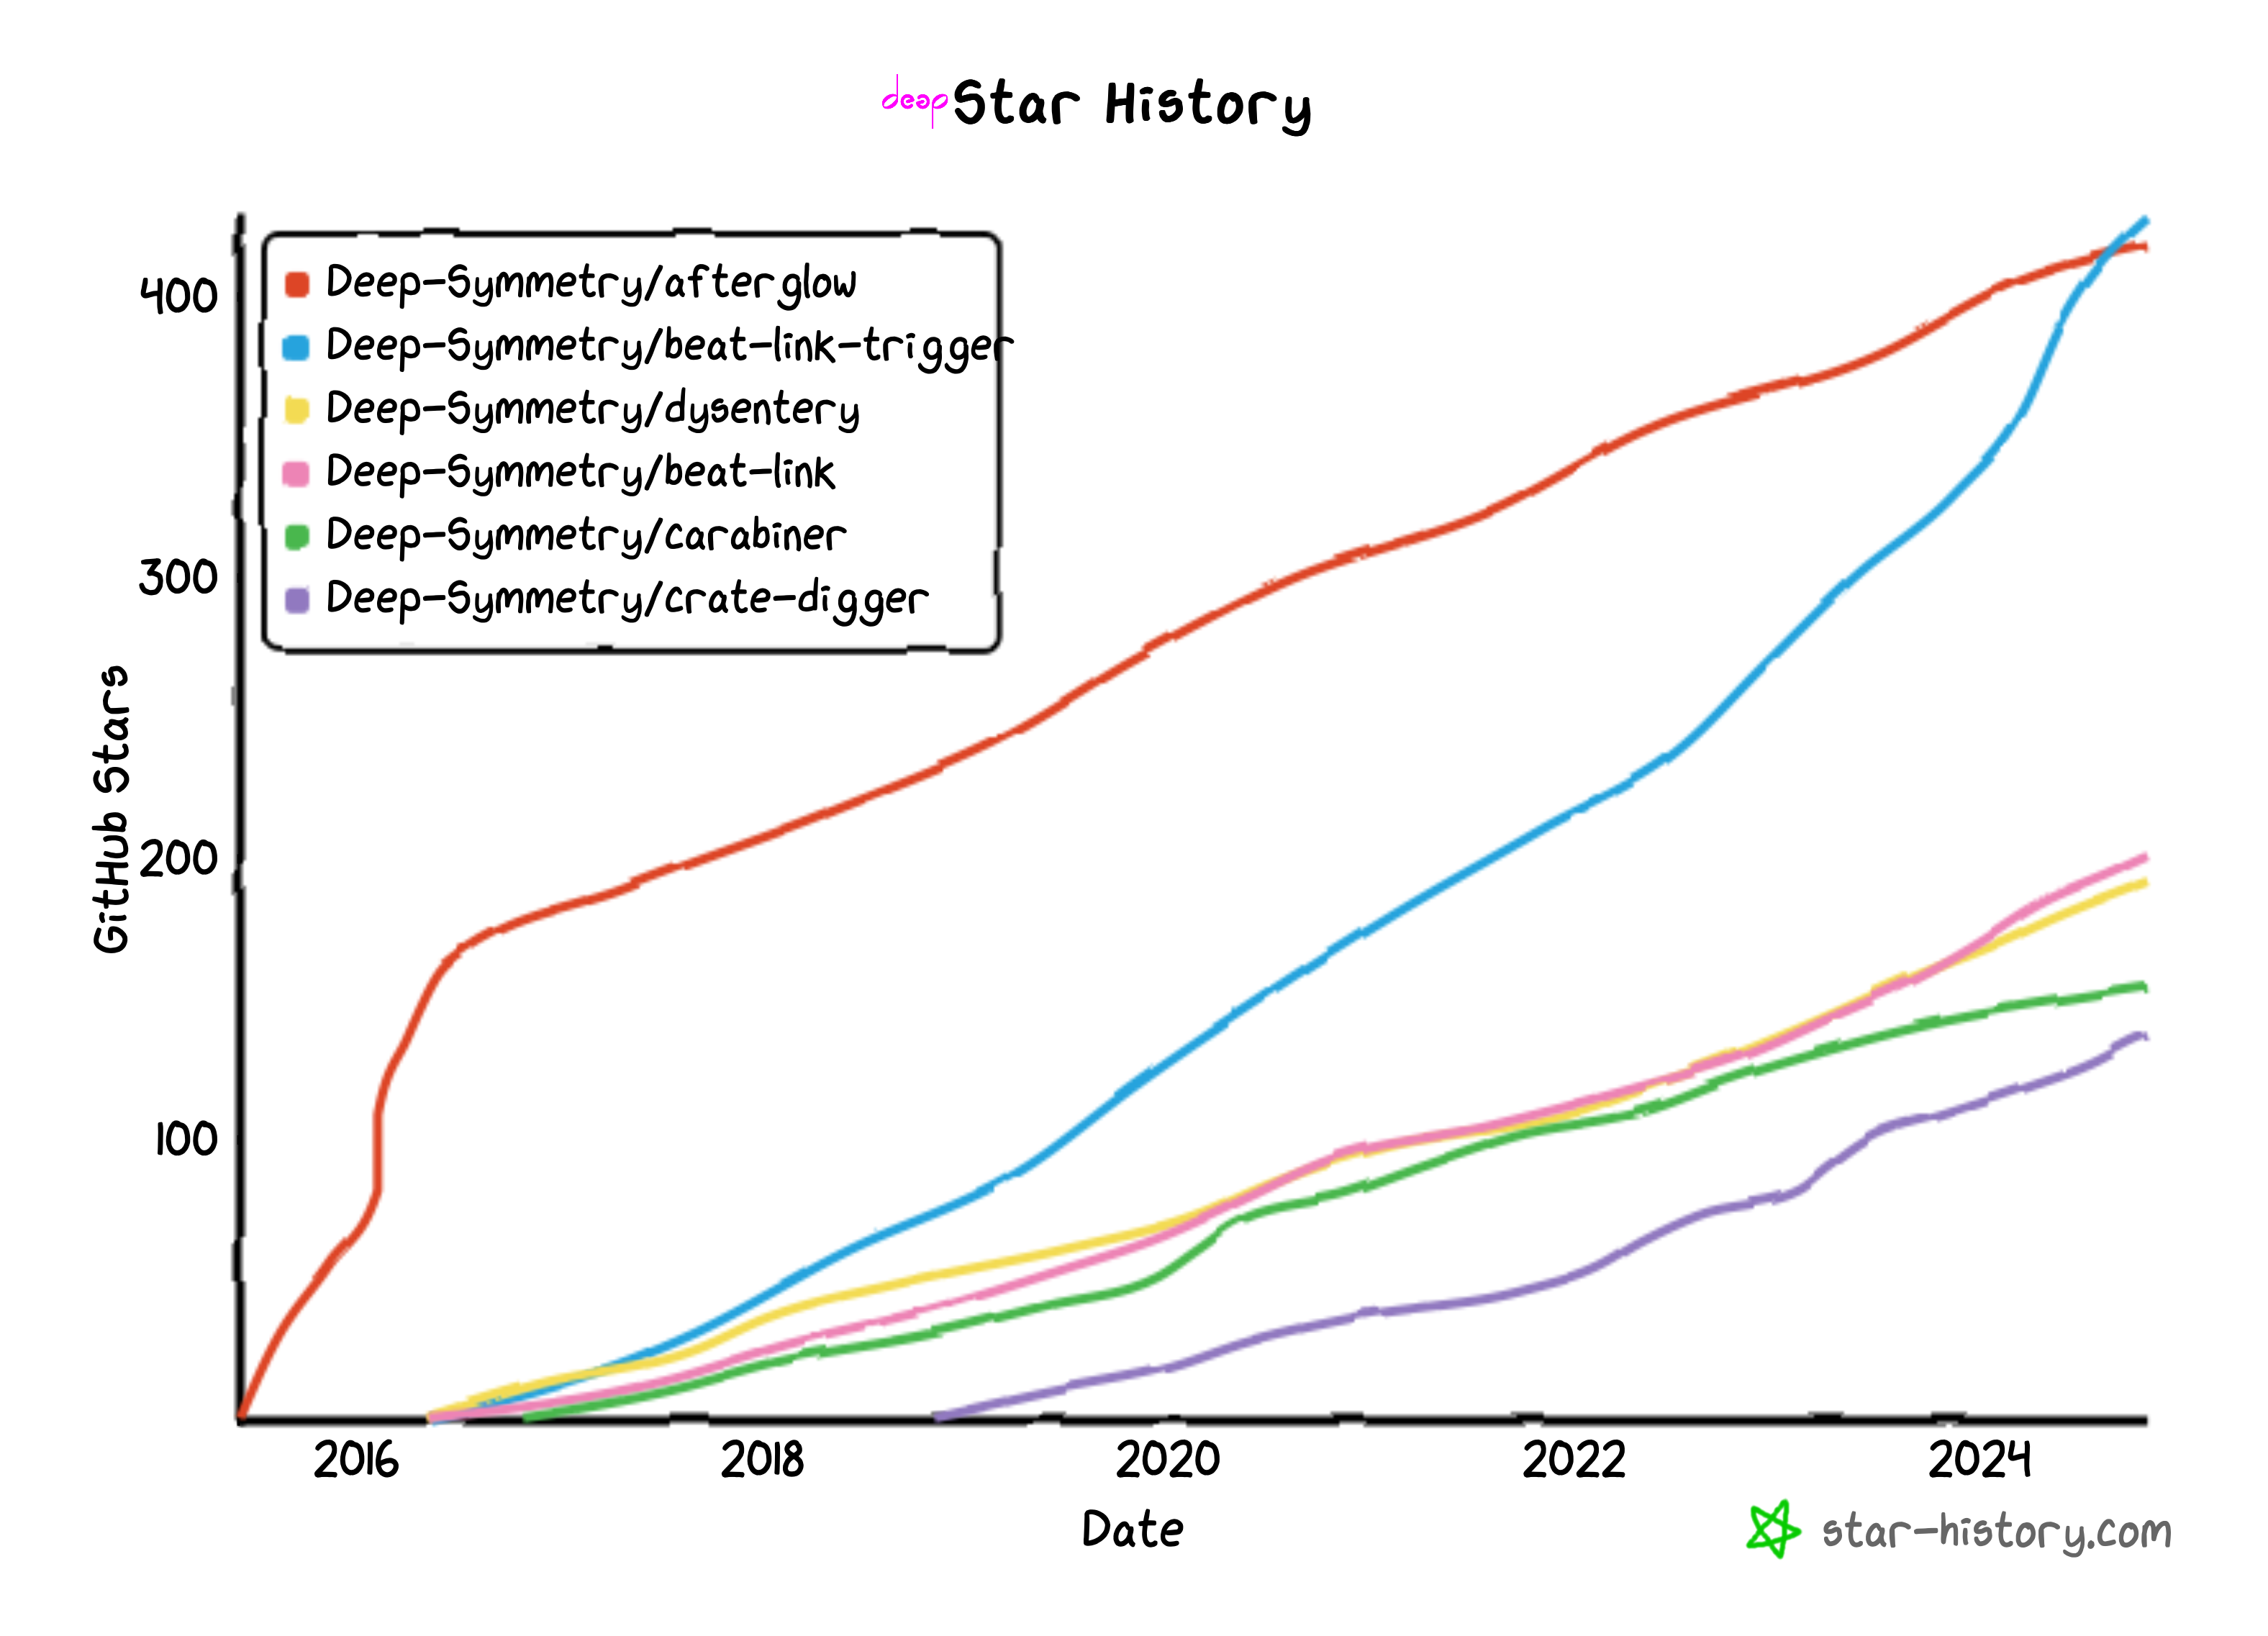 deep Star History
Deep-Symmetry/afterglow
Deep-Symmetry/beat-link-trigger
Deep-Symmetry/dysentery
Deep-Symmetry/beat-link
Deep-Symmetry/carabiner
Deep-Symmetry/crate-digger
400
300
200
100
GitHub Stars
2016 2018 2020 2022 2024
Date
star-history.com